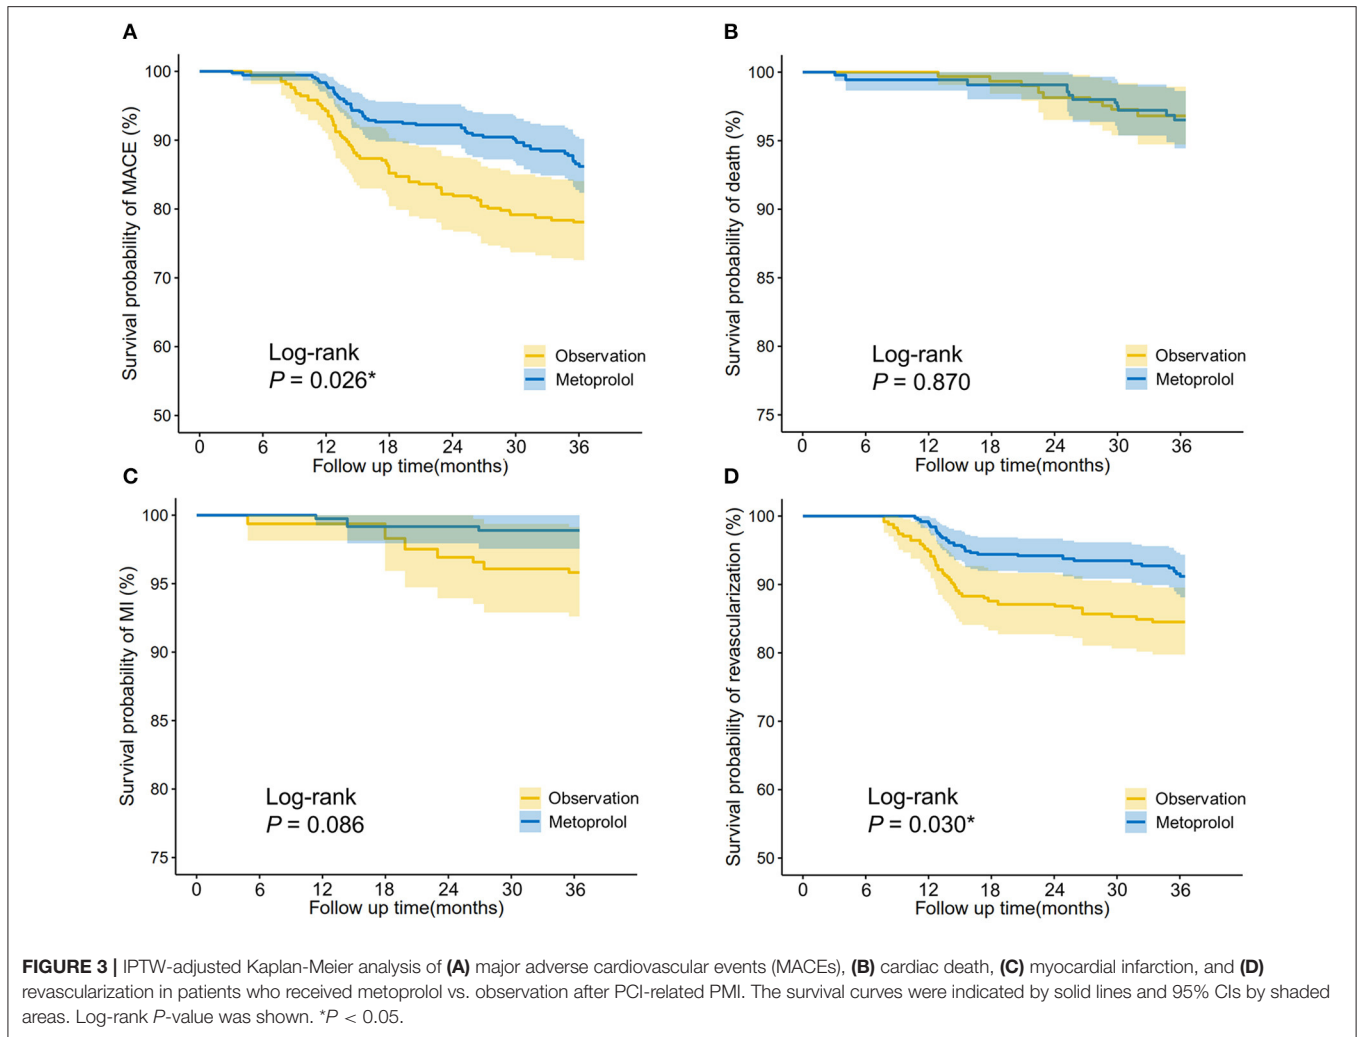 A
Survival probability of MACE (%)
100
90
80
70
60
50
Log-rank
P = 0.026*
Observation
Metoprolol
0 6 12 18 24 30 36
Follow up time(months)
B
Survival probability of death (%)
100
95
90
85
80
75
Log-rank
P = 0.870
Observation
Metoprolol
0 6 12 18 24 30 36
Follow up time(months)
C
Survival probability of MI (%)
100
95
90
85
80
75
Log-rank
P = 0.086
Observation
Metoprolol
0 6 12 18 24 30 36
Follow up time(months)
D
Survival probability of revascularization (%)
100
90
80
70
60
50
Log-rank
P = 0.030*
Observation
Metoprolol
0 6 12 18 24 30 36
Follow up time(months)
FIGURE 3 | IPTW-adjusted Kaplan-Meier analysis of (A) major adverse cardiovascular events (MACEs), (B) cardiac death, (C) myocardial infarction, and (D)
revascularization in patients who received metoprolol vs. observation after PCI-related PMI. The survival curves were indicated by solid lines and 95% CIs by shaded
areas. Log-rank P-value was shown. *P < 0.05.